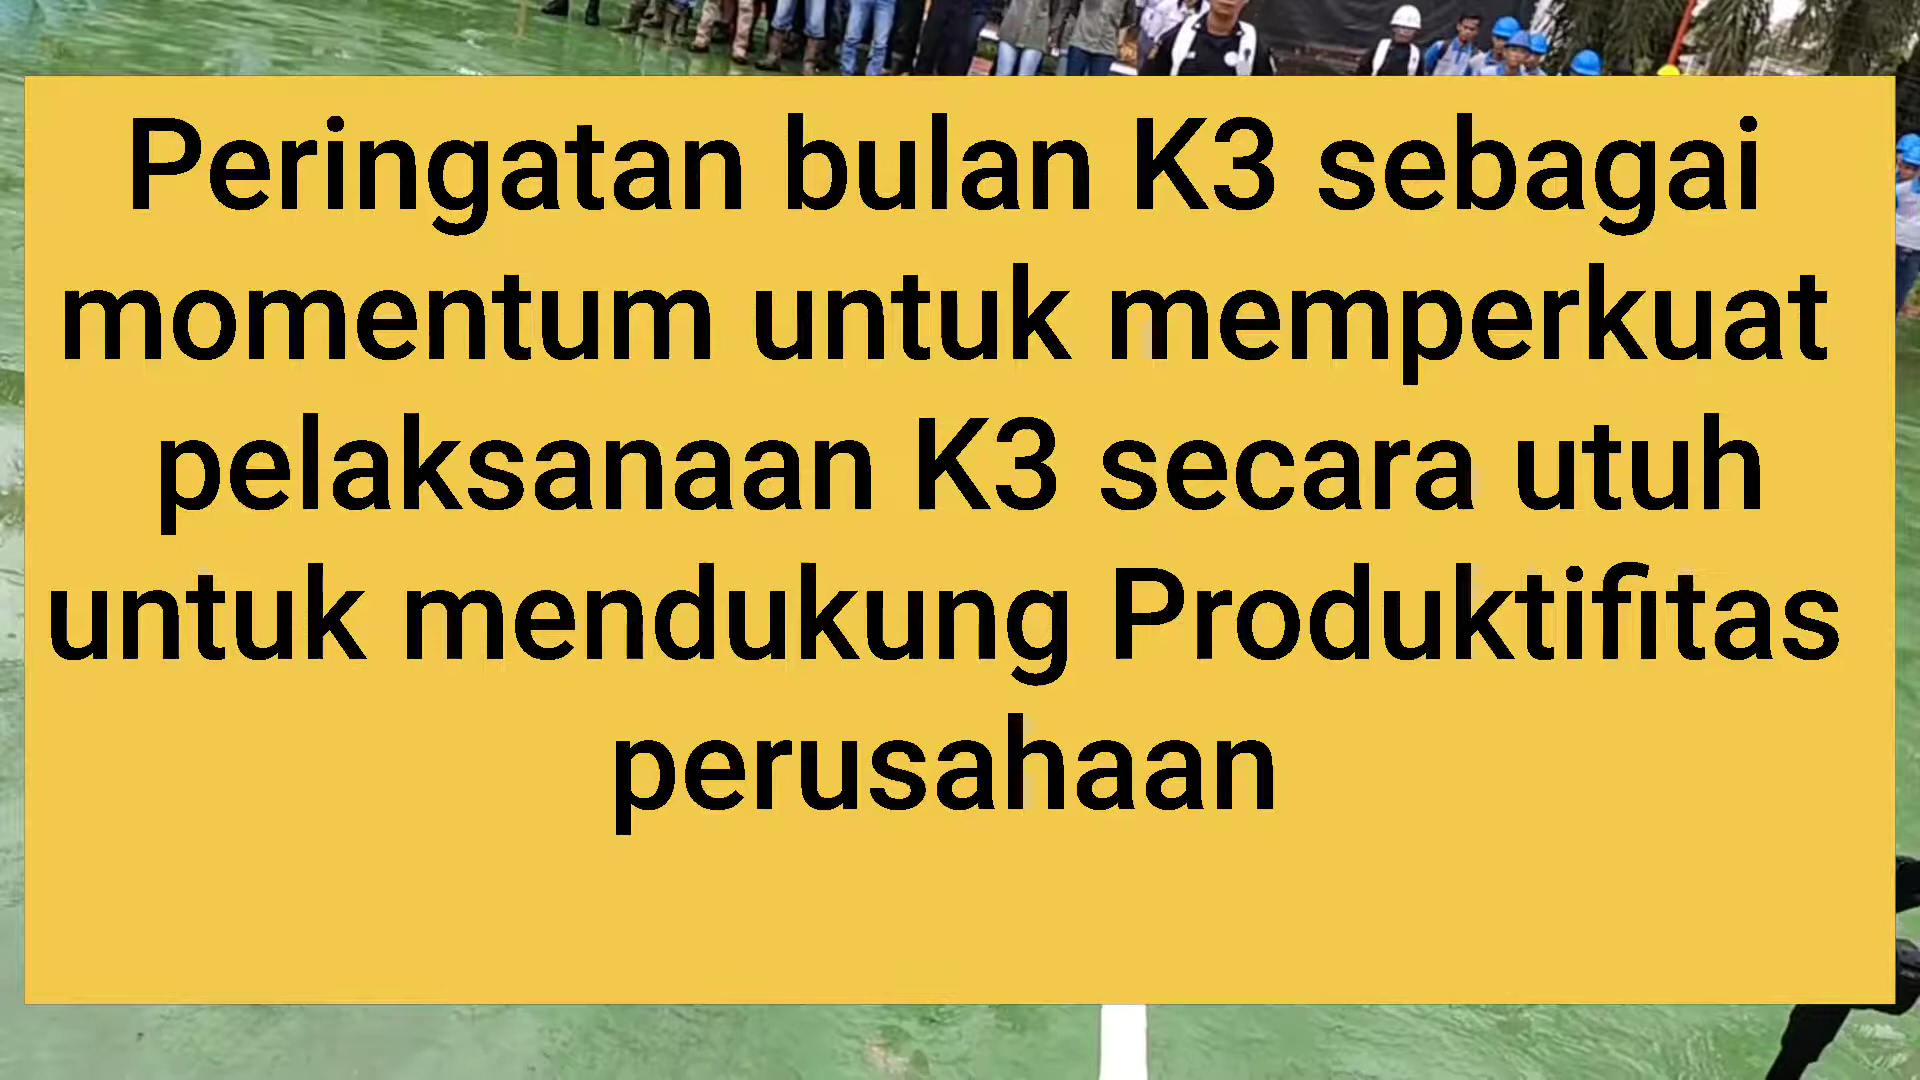 Peringatan bulan K3 sebagai
momentum untuk memperkuat
pelaksanaan K3 secara utuh
untuk mendukung Produktifitas
perusahaan